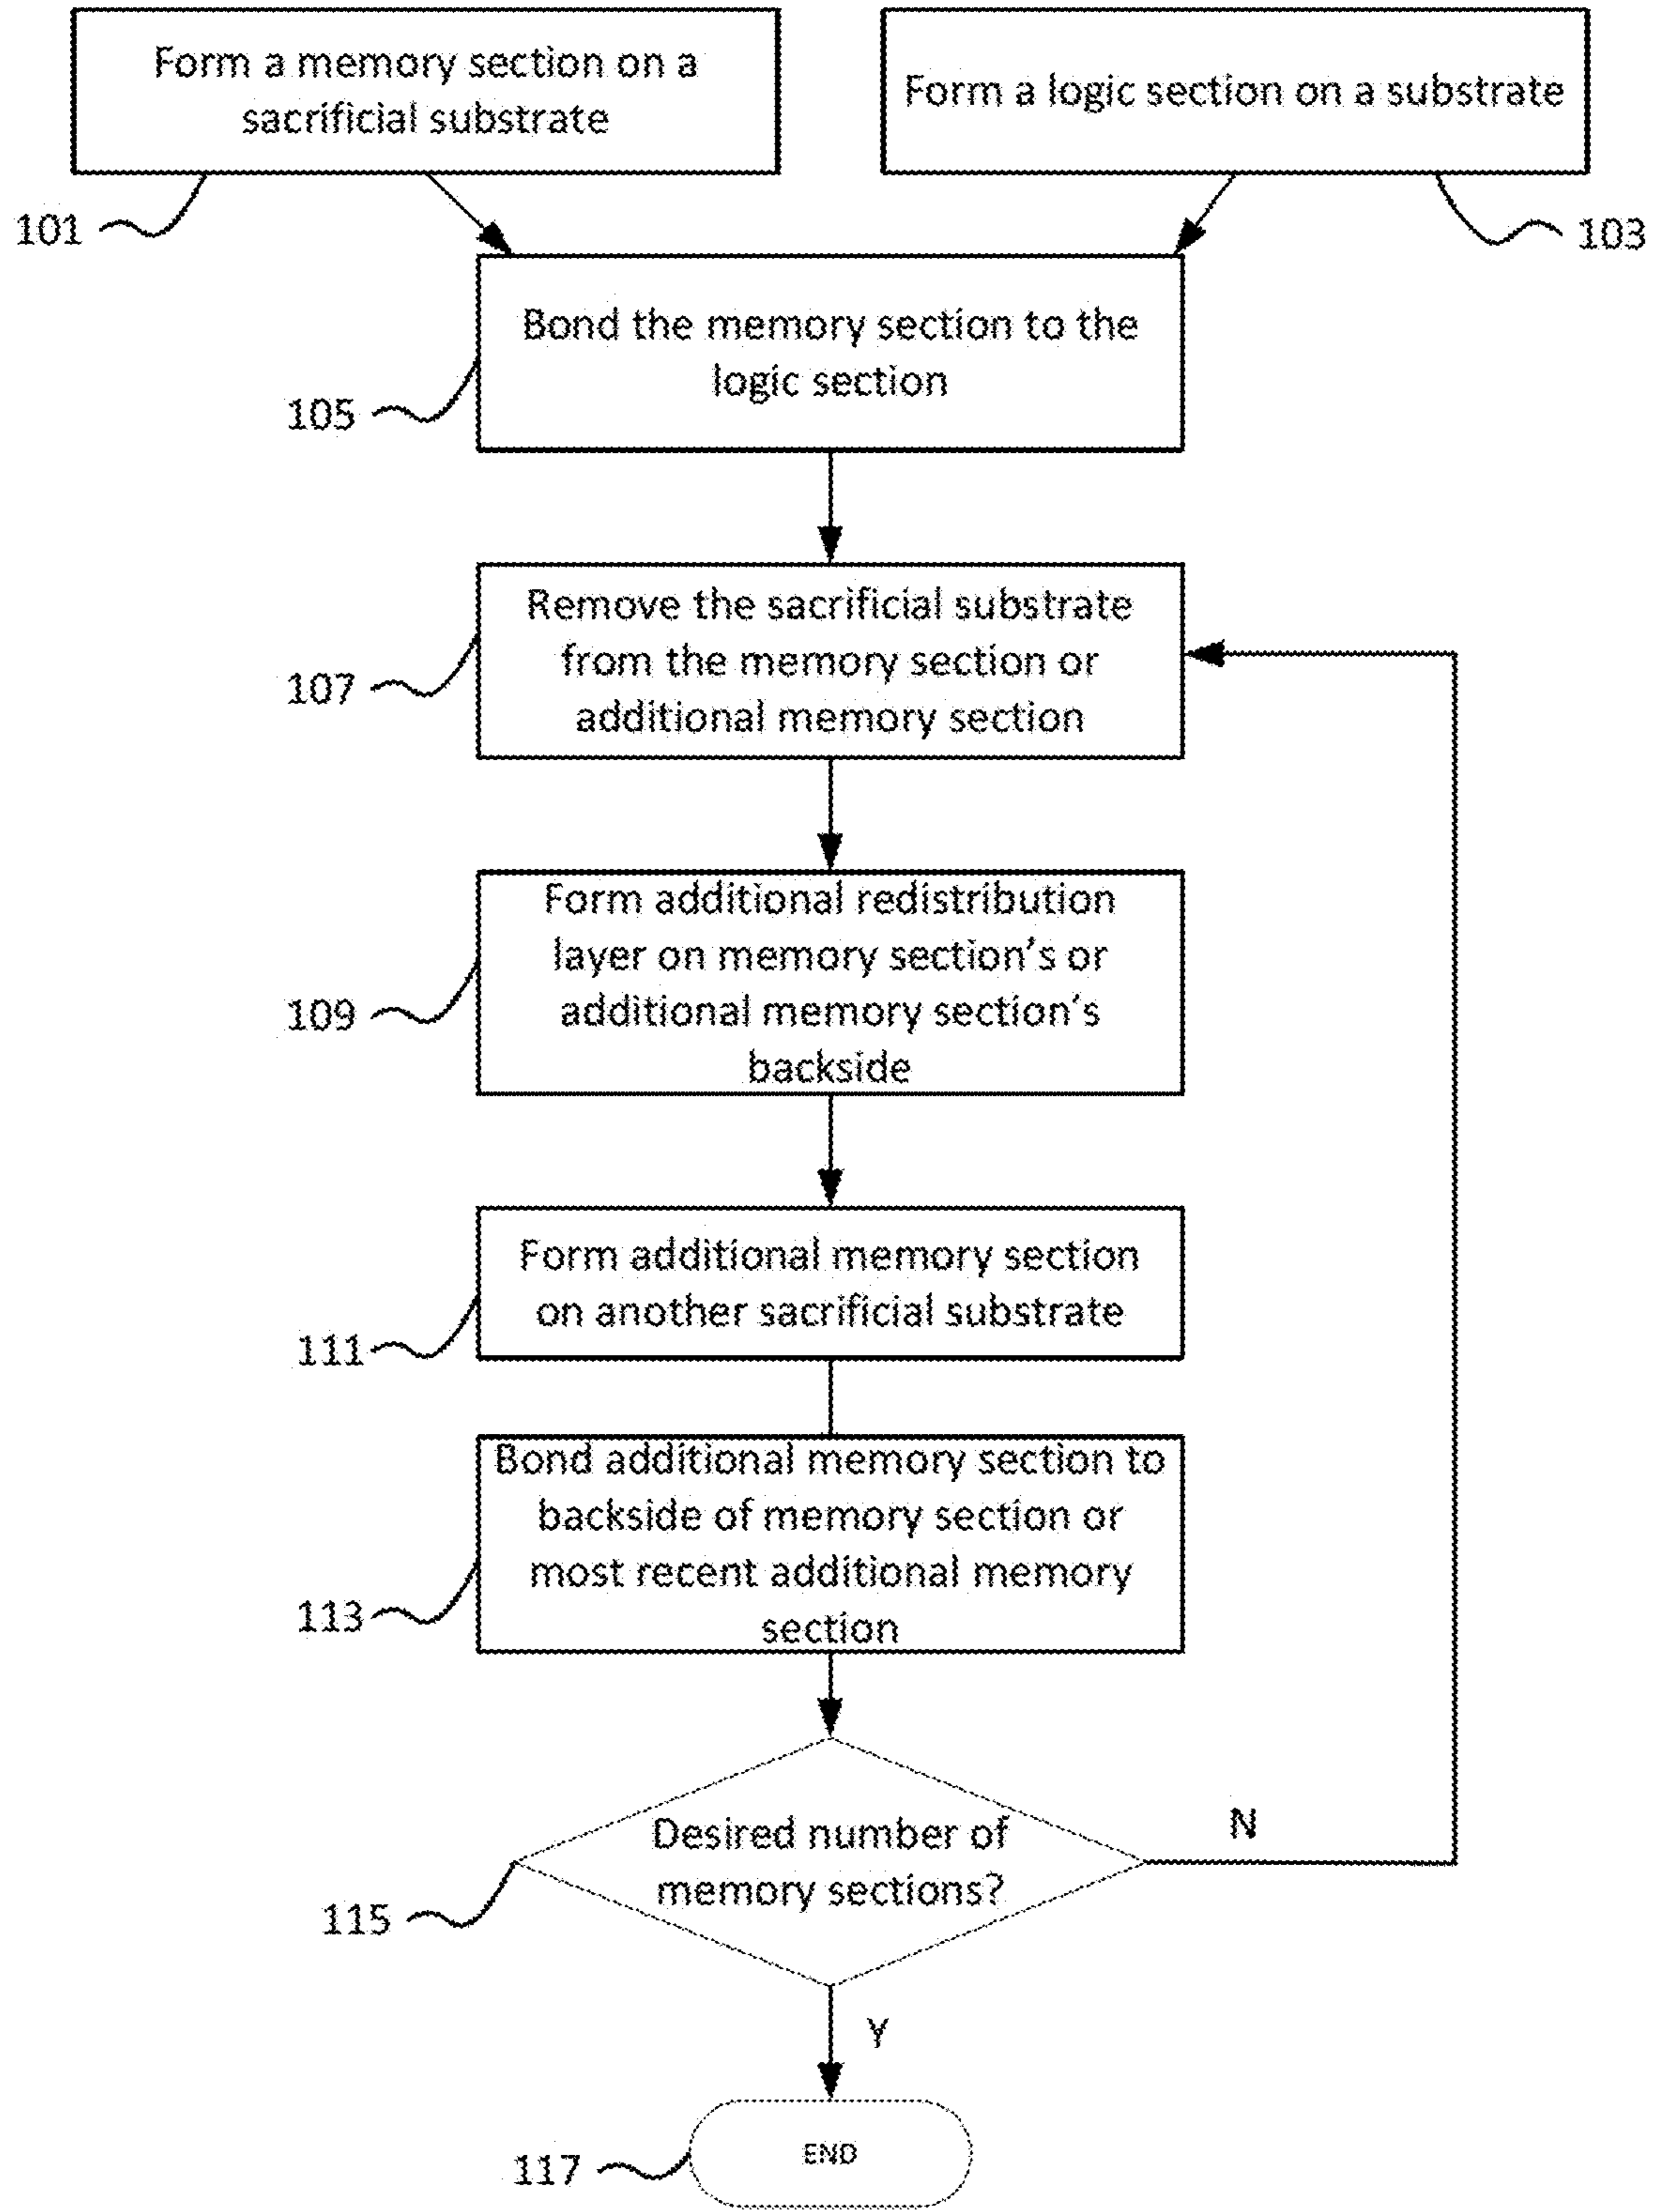 Form a memory section on a
sacrificial substrate
Form a logic section on a substrate
101
103
Bond the memory section to the
logic section
105
Remove the sacrificial substrate
from the memory section or
additional memory section
107
Form additional redistribution
layer on memory section's or
additional memory section's
backside
109
Form additional memory section
on another sacrificial substrate
111
Bond additional memory section to
backside of memory section or
most recent additional memory
section
113
Desired number of
memory sections?
N
115
Y
END
117